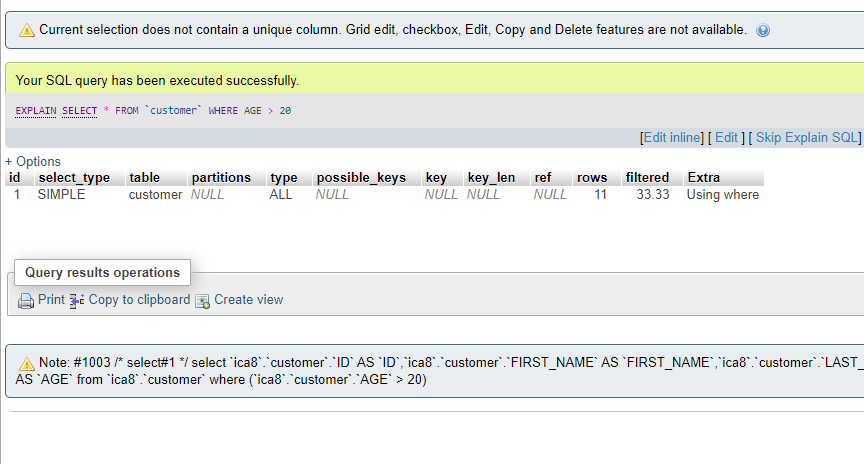 Current selection does not contain a unique column. Grid edit, checkbox, Edit, Copy and Delete features are not available.
Your SQL query has been executed successfully.
EXPLAIN SELECT * FROM `customer` WHERE AGE > 20
[Edit inline] [ Edit ] [ Skip Explain SQL]
+ Options
id select_type table partitions type possible_keys key key_len ref rows filtered Extra
1 SIMPLE customer NULL ALL NULL NULL NULL NULL 11 33.33 Using where
Query results operations
Print Copy to clipboard Create view
Note: #1003 /* select#1 */ select `ica8`.`customer`.`ID` AS `ID`,`ica8`.`customer`.`FIRST_NAME` AS `FIRST_NAME`,`ica8`.`customer`.`LAST_
AS `AGE` from `ica8`.`customer` where (`ica8`.`customer`.`AGE` > 20)